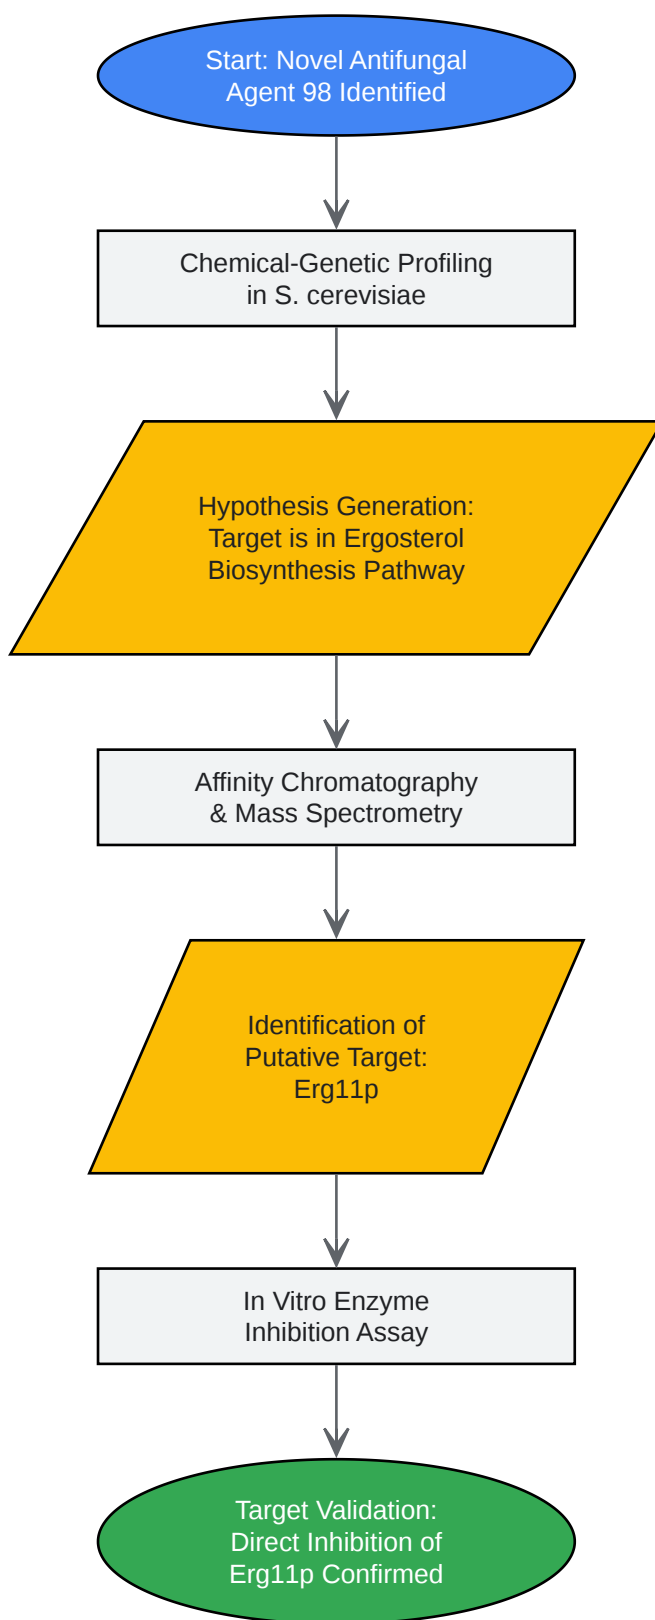 Start: Novel Antifungal
Agent 98 Identified
Chemical-Genetic Profiling
in S. cerevisiae
Hypothesis Generation:
Target is in Ergosterol
Biosynthesis Pathway
Affinity Chromatography
& Mass Spectrometry
Identification of
Putative Target:
Erg11p
In Vitro Enzyme
Inhibition Assay
Target Validation:
Direct Inhibition of
Erg11p Confirmed